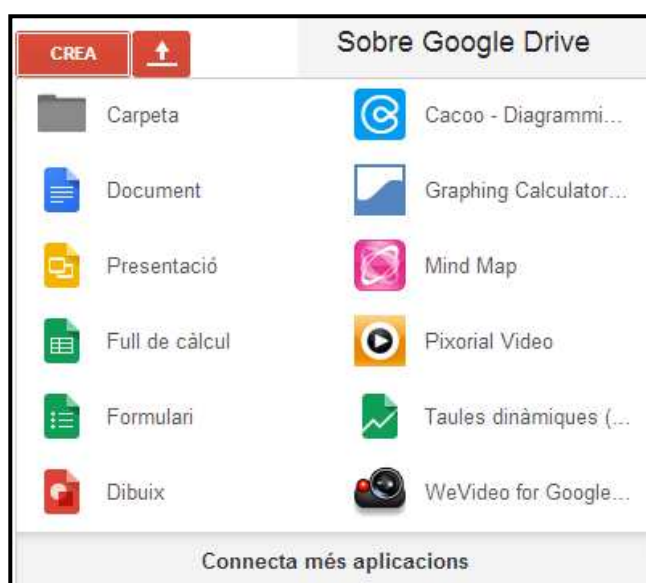 CREA
Sobre Google Drive
Carpeta
Cacoo - Diagrammi...
Document
Graphing Calculator...
Presentació
Mind Map
Full de càlcul
Pixorial Video
Formulari
Taules dinàmiques (...
Dibuix
WeVideo for Google...
Connecta més aplicacions